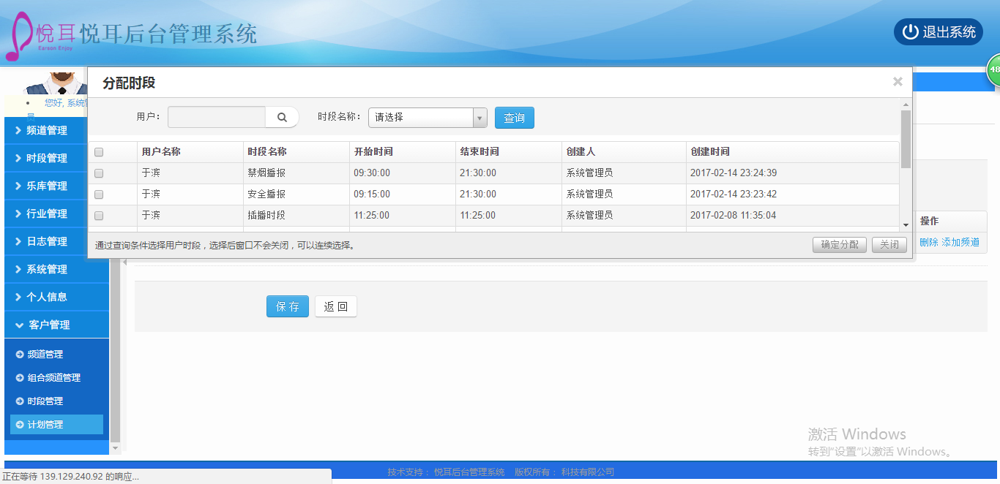 悦耳 悦耳后台管理系统
Eareon Enjoy
退出系统
48
分配时段
您好, 系统管
员
用户：
时段名称：
请选择
查询
用户名称 时段名称 开始时间 结束时间 创建人 创建时间
于滨 禁烟播报 09:30:00 21:30:00 系统管理员 2017-02-14 23:24:39
于滨 安全播报 09:15:00 21:30:00 系统管理员 2017-02-14 23:23:42
于滨 插播时段 11:25:00 11:25:00 系统管理员 2017-02-08 11:35:04
通过查询条件选择用户时段，选择后窗口不会关闭，可以连续选择。
确定分配 关闭
操作
删除 添加频道
频道管理
时段管理
乐库管理
行业管理
日志管理
系统管理
个人信息
客户管理
频道管理
组合频道管理
时段管理
计划管理
保 存 返 回
激活 Windows
转到“设置”以激活 Windows。
技术支持： 悦耳后台管理系统 版权所有： 科技有限公司
正在等待 139.129.240.92 的响应...